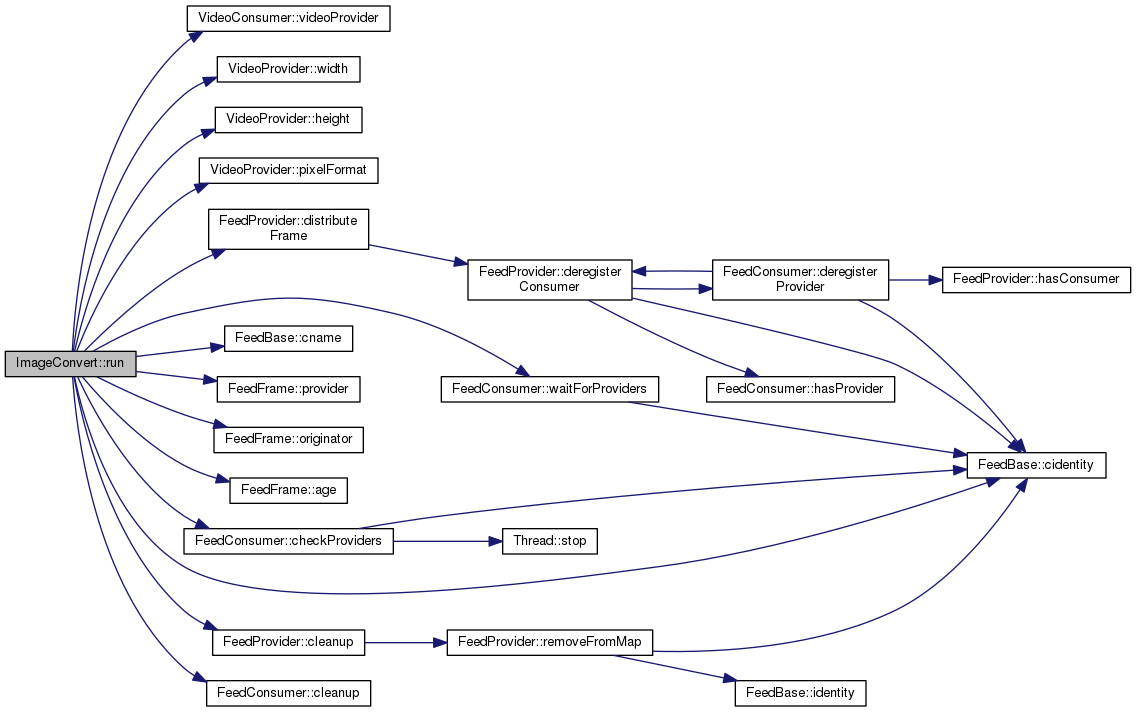 VideoConsumer::videoProvider
VideoProvider::width
VideoProvider::height
VideoProvider::pixelFormat
FeedProvider::distribute
Frame
FeedProvider::deregister
Consumer
FeedConsumer::deregister
Provider
FeedProvider::hasConsumer
FeedBase::cname
ImageConvert::run
FeedFrame::provider
FeedConsumer::waitForProviders
FeedConsumer::hasProvider
FeedFrame::originator
FeedBase::cidentity
FeedFrame::age
FeedConsumer::checkProviders
Thread::stop
FeedProvider::cleanup
FeedProvider::removeFromMap
FeedConsumer::cleanup
FeedBase::identity